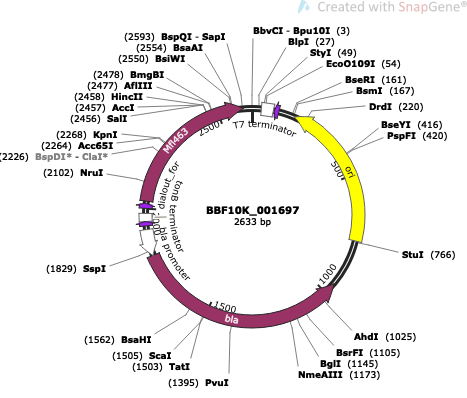 Created with SnapGene®
(2593) BspQI - SapI
(2554) BsaAI
(2550) BsiWI
(2478) BmgBI
(2477) AflIII
(2458) HincII
(2457) AccI
(2456) SalI
(2268) KpnI
(2264) Acc65I
(2226) BspDI* - ClaI*
(2102) NruI
(1829) SspI
(1562) BsaHI
(1505) ScaI
(1503) TatI
(1395) PvuI
BbvCI - Bpu10I (3)
BlpI (27)
StyI (49)
EcoO109I (54)
BseRI (161)
BsmI (167)
DrdI (220)
BseYI (416)
PspFI (420)
StuI (766)
AhdI (1025)
BsrFI (1105)
BglI (1145)
NmeAIII (1173)
T7 terminator
Mfl463
dialout_for
tonB terminator
bla promoter
bla
ori
500
1000
1500
2000
2500
BBF10K_001697
2633 bp